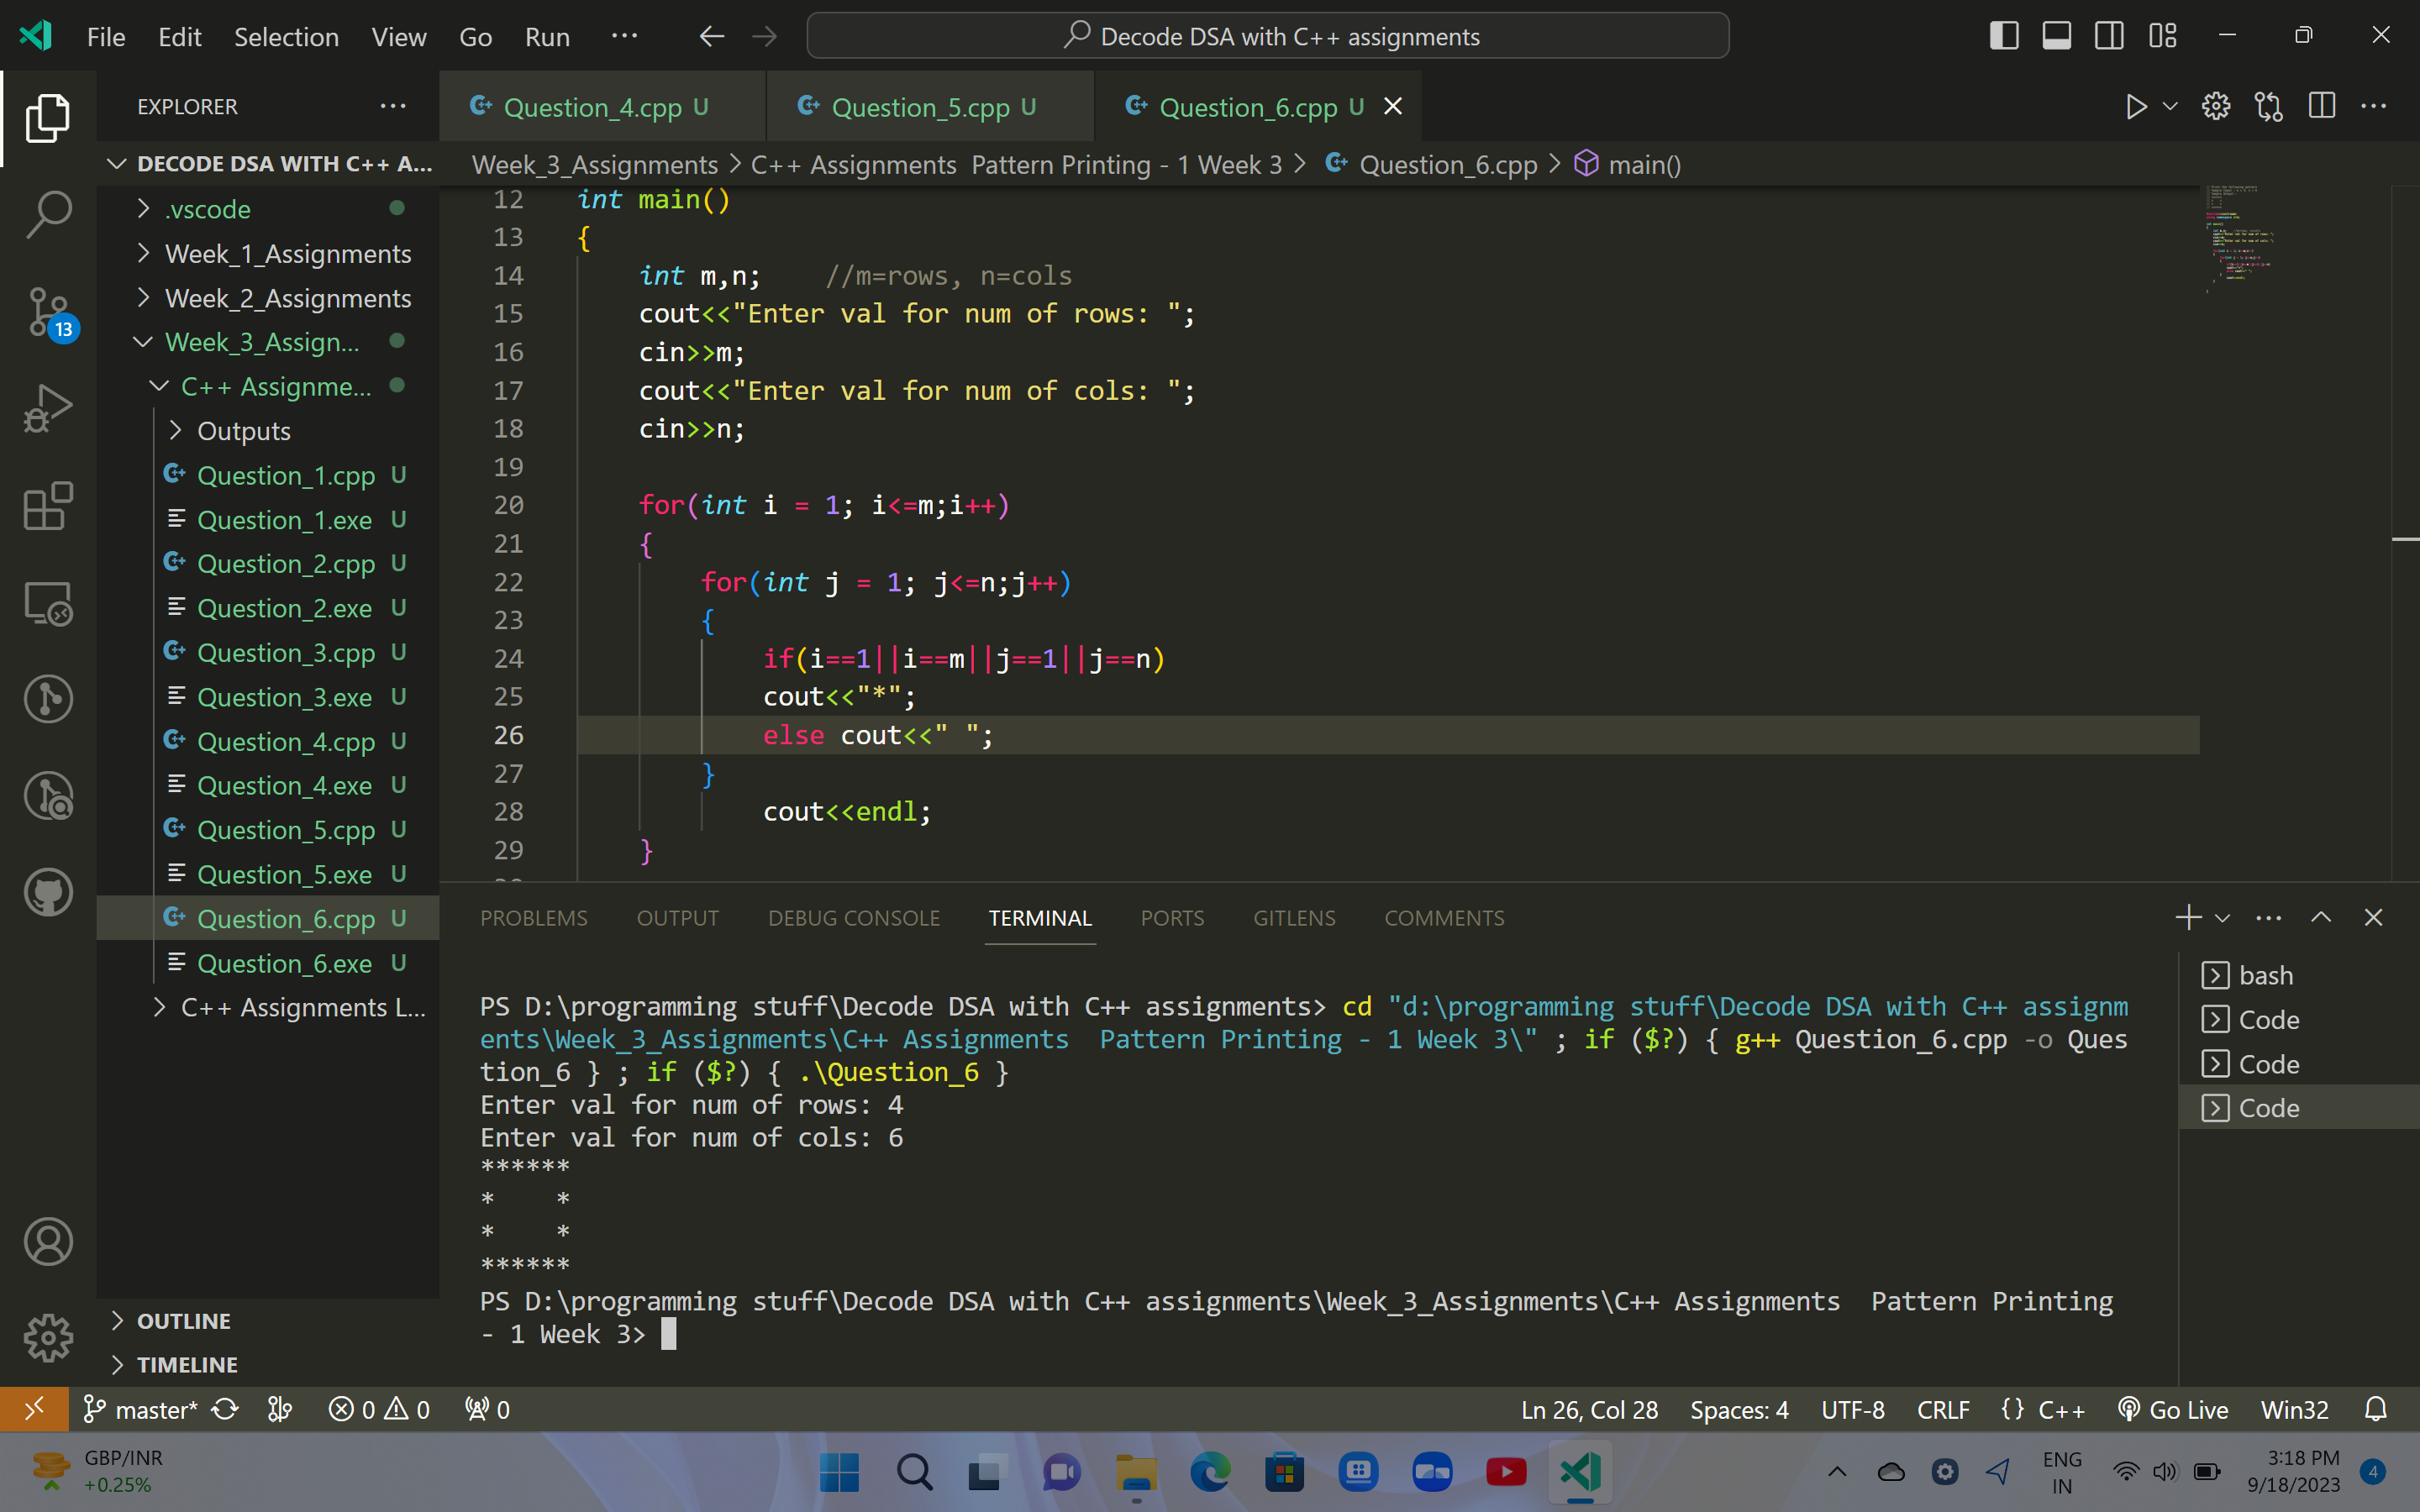 File Edit Selection View Go Run ··· Decode DSA with C++ assignments
EXPLORER ···
DECODE DSA WITH C++ A...
.vscode
Week_1_Assignments
Week_2_Assignments
Week_3_Assign...
C++ Assignme...
Outputs
Question_1.cpp U
Question_1.exe U
Question_2.cpp U
Question_2.exe U
Question_3.cpp U
Question_3.exe U
Question_4.cpp U
Question_4.exe U
Question_5.cpp U
Question_5.exe U
Question_6.cpp U
Question_6.exe U
C++ Assignments L...
OUTLINE
TIMELINE
13
Question_4.cpp U Question_5.cpp U Question_6.cpp U
Week_3_Assignments > C++ Assignments  Pattern Printing - 1 Week 3 > Question_6.cpp > main()
12 int main()
13 {
14     int m,n;    //m=rows, n=cols
15     cout<<"Enter val for num of rows: ";
16     cin>>m;
17     cout<<"Enter val for num of cols: ";
18     cin>>n;
19
20     for(int i = 1; i<=m;i++)
21     {
22         for(int j = 1; j<=n;j++)
23         {
24             if(i==1||i==m||j==1||j==n)
25             cout<<"*";
26             else cout<<" ";
27         }
28             cout<<endl;
29     }
PROBLEMS OUTPUT DEBUG CONSOLE TERMINAL PORTS GITLENS COMMENTS
PS D:\programming stuff\Decode DSA with C++ assignments> cd "d:\programming stuff\Decode DSA with C++ assignm
ents\Week_3_Assignments\C++ Assignments  Pattern Printing - 1 Week 3\" ; if ($?) { g++ Question_6.cpp -o Ques
tion_6 } ; if ($?) { .\Question_6 }
Enter val for num of rows: 4
Enter val for num of cols: 6
******
*    *
*    *
******
PS D:\programming stuff\Decode DSA with C++ assignments\Week_3_Assignments\C++ Assignments  Pattern Printing
- 1 Week 3>
bash
Code
Code
Code
master* 0 0 0 Ln 26, Col 28 Spaces: 4 UTF-8 CRLF {} C++ Go Live Win32
GBP/INR
+0.25%
ENG
IN
3:18 PM
9/18/2023
4